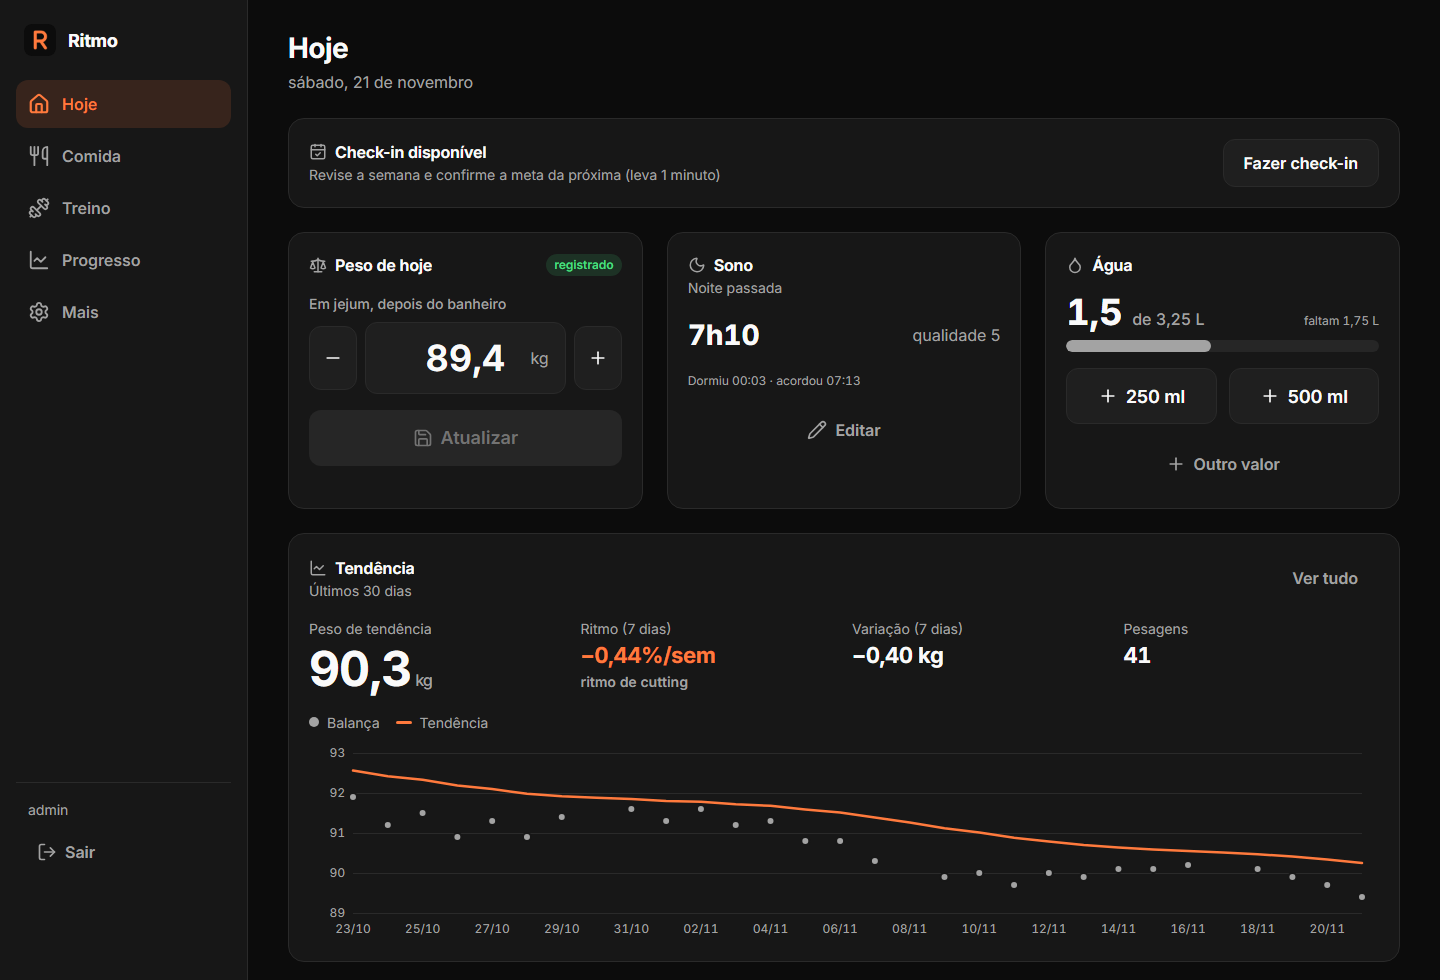 R Ritmo
Hoje
Comida
Treino
Progresso
Mais
admin
Sair
Hoje
sábado, 21 de novembro
Check-in disponível
Revise a semana e confirme a meta da próxima (leva 1 minuto)
Fazer check-in
Peso de hoje
registrado
Em jejum, depois do banheiro
− 89,4 kg +
Atualizar
Sono
Noite passada
7h10
qualidade 5
Dormiu 00:03 · acordou 07:13
Editar
Água
1,5 de 3,25 L
faltam 1,75 L
+ 250 ml
+ 500 ml
+ Outro valor
Tendência
Últimos 30 dias
Ver tudo
Peso de tendência
90,3 kg
Ritmo (7 dias)
−0,44%/sem
ritmo de cutting
Variação (7 dias)
−0,40 kg
Pesagens
41
Balança
Tendência
93
92
91
90
89
23/10 25/10 27/10 29/10 31/10 02/11 04/11 06/11 08/11 10/11 12/11 14/11 16/11 18/11 20/11